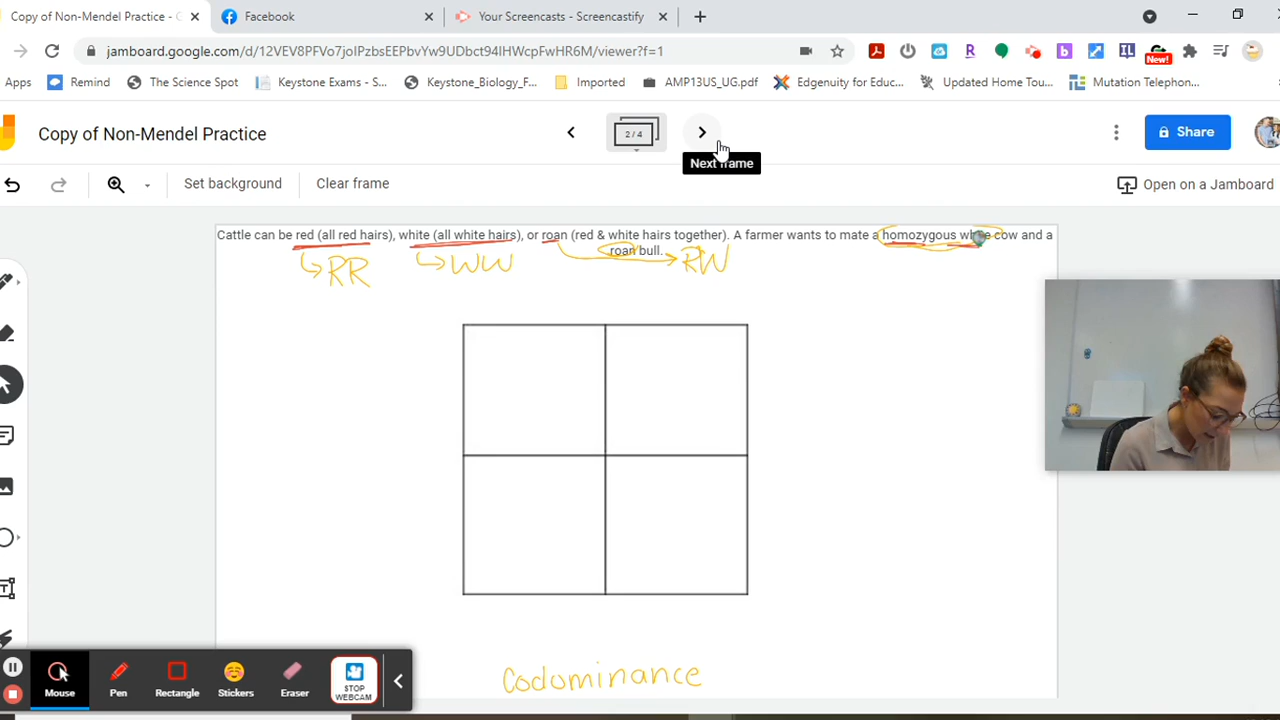 Copy of Non-Mendel Practice - G
Facebook
Your Screencasts - Screencastify
jamboard.google.com/d/12VEV8PFVo7joIPzbsEEPbvYw9UDbct94IHWcpFwHR6M/viewer?f=1
New!
Apps
Remind
The Science Spot
Keystone Exams - S...
Keystone_Biology_F...
Imported
AMP13US_UG.pdf
Edgenuity for Educ...
Updated Home Tou...
Mutation Telephon...
Copy of Non-Mendel Practice
2 / 4
Share
Next frame
Set background
Clear frame
Open on a Jamboard
Cattle can be red (all red hairs), white (all white hairs), or roan (red & white hairs together). A farmer wants to mate a homozygous white cow and a
roan bull.
RR
WW
RW
Codominance
Mouse
Pen
Rectangle
Stickers
Eraser
STOP
WEBCAM